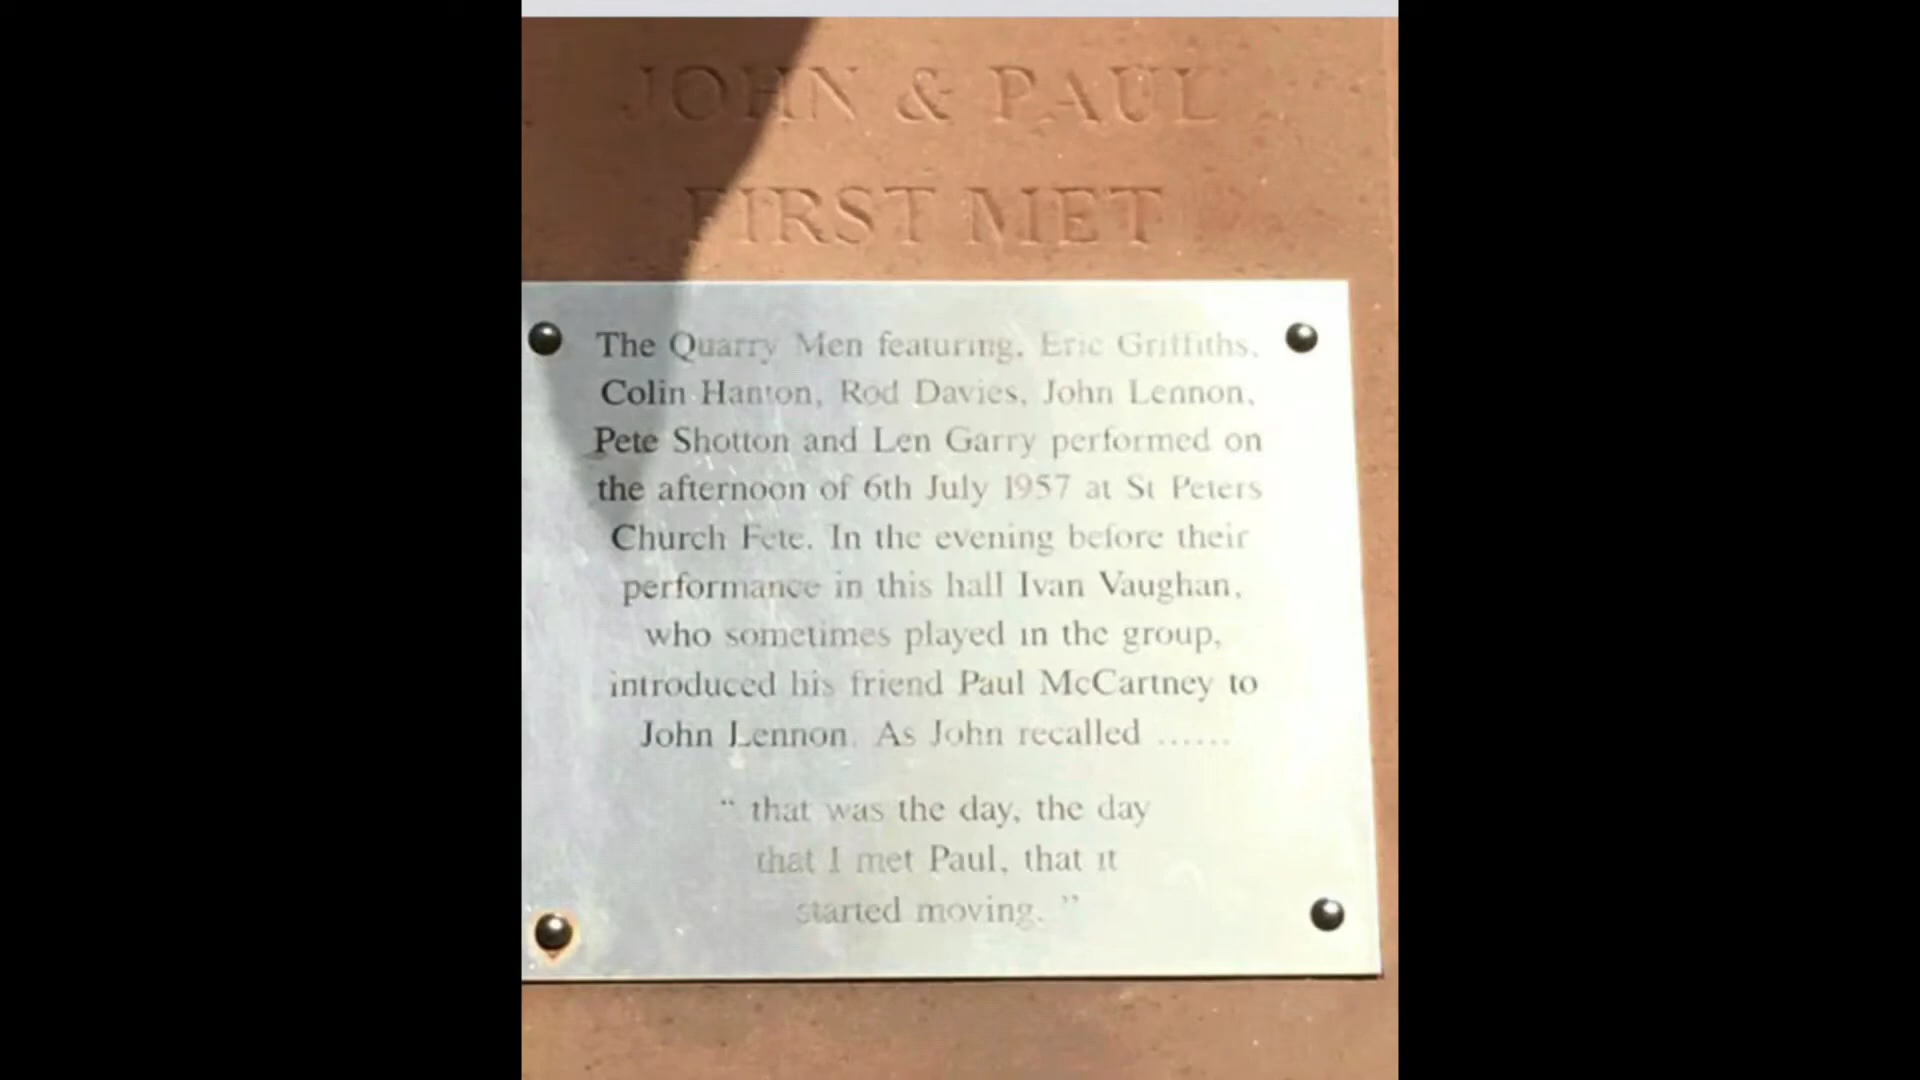 JOHN & PAUL
FIRST MET
The Quarry Men featuring, Eric Griffiths,
Colin Hanton, Rod Davies, John Lennon,
Pete Shotton and Len Garry performed on
the afternoon of 6th July 1957 at St Peters
Church Fete. In the evening before their
performance in this hall Ivan Vaughan,
who sometimes played in the group,
introduced his friend Paul McCartney to
John Lennon. As John recalled ......
“ that was the day, the day
that I met Paul, that it
started moving. ”